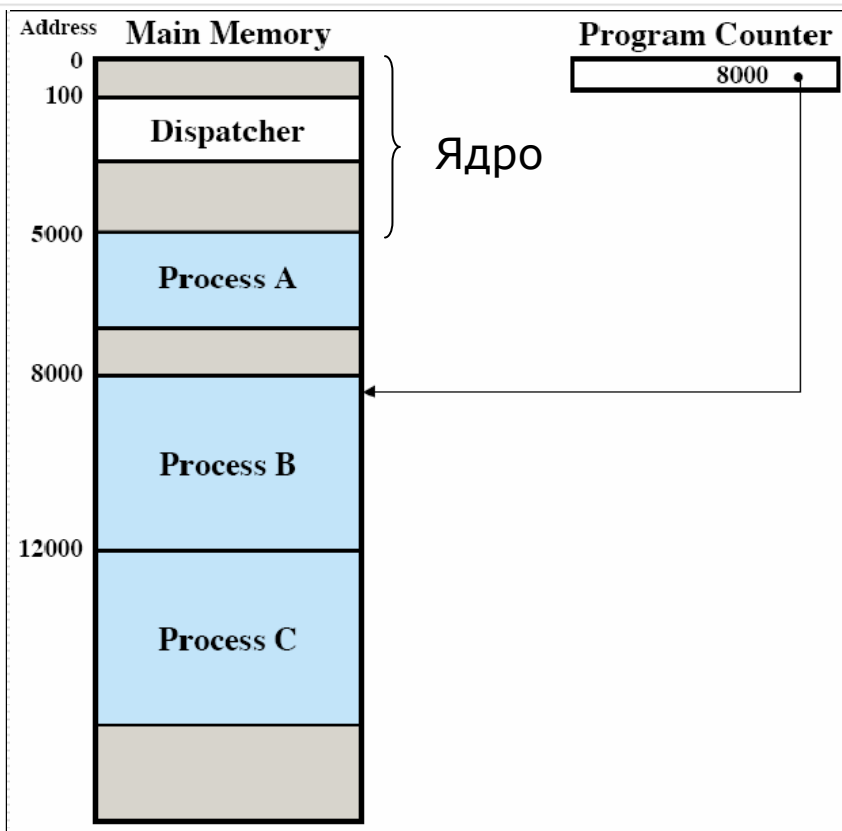 Address Main Memory Program Counter
0
8000
100
Dispatcher
Ядро
5000
Process A
8000
Process B
12000
Process C